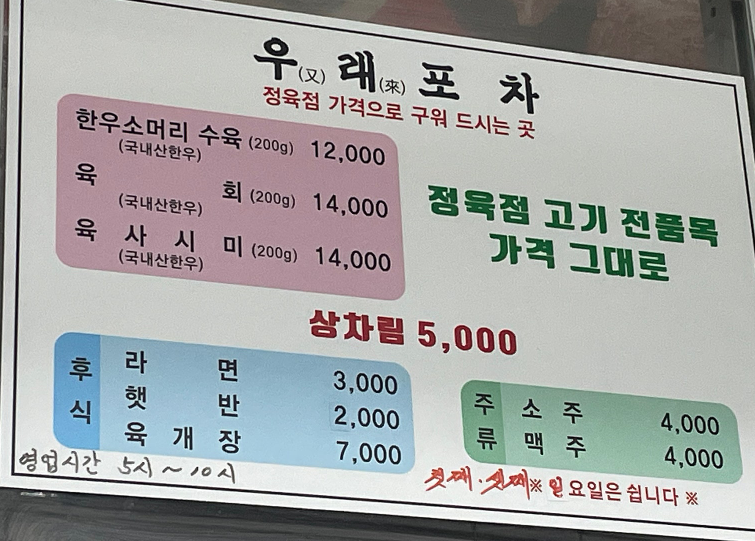 우(又)래(來)포 차
정육점 가격으로 구워 드시는 곳
한우소머리 수육 (200g) 12,000
(국내산한우)
육 회 (200g) 14,000
(국내산한우)
육 사 시 미 (200g) 14,000
(국내산한우)
정육점 고기 전품목
가격 그대로
상차림 5,000
후식
라 면 3,000
햇 반 2,000
육 개 장 7,000
주류
소 주 4,000
맥 주 4,000
영업시간 5시~10시
첫째·셋째※ 일요일은 쉽니다 ※